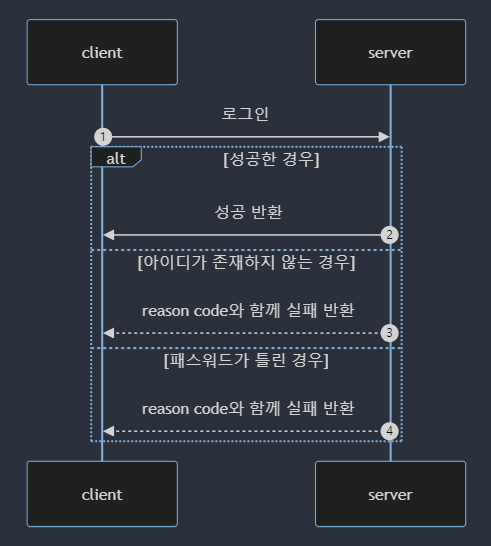 client server
로그인
1
alt [성공한 경우]
성공 반환
2
[아이디가 존재하지 않는 경우]
reason code와 함께 실패 반환
3
[패스워드가 틀린 경우]
reason code와 함께 실패 반환
4
client server